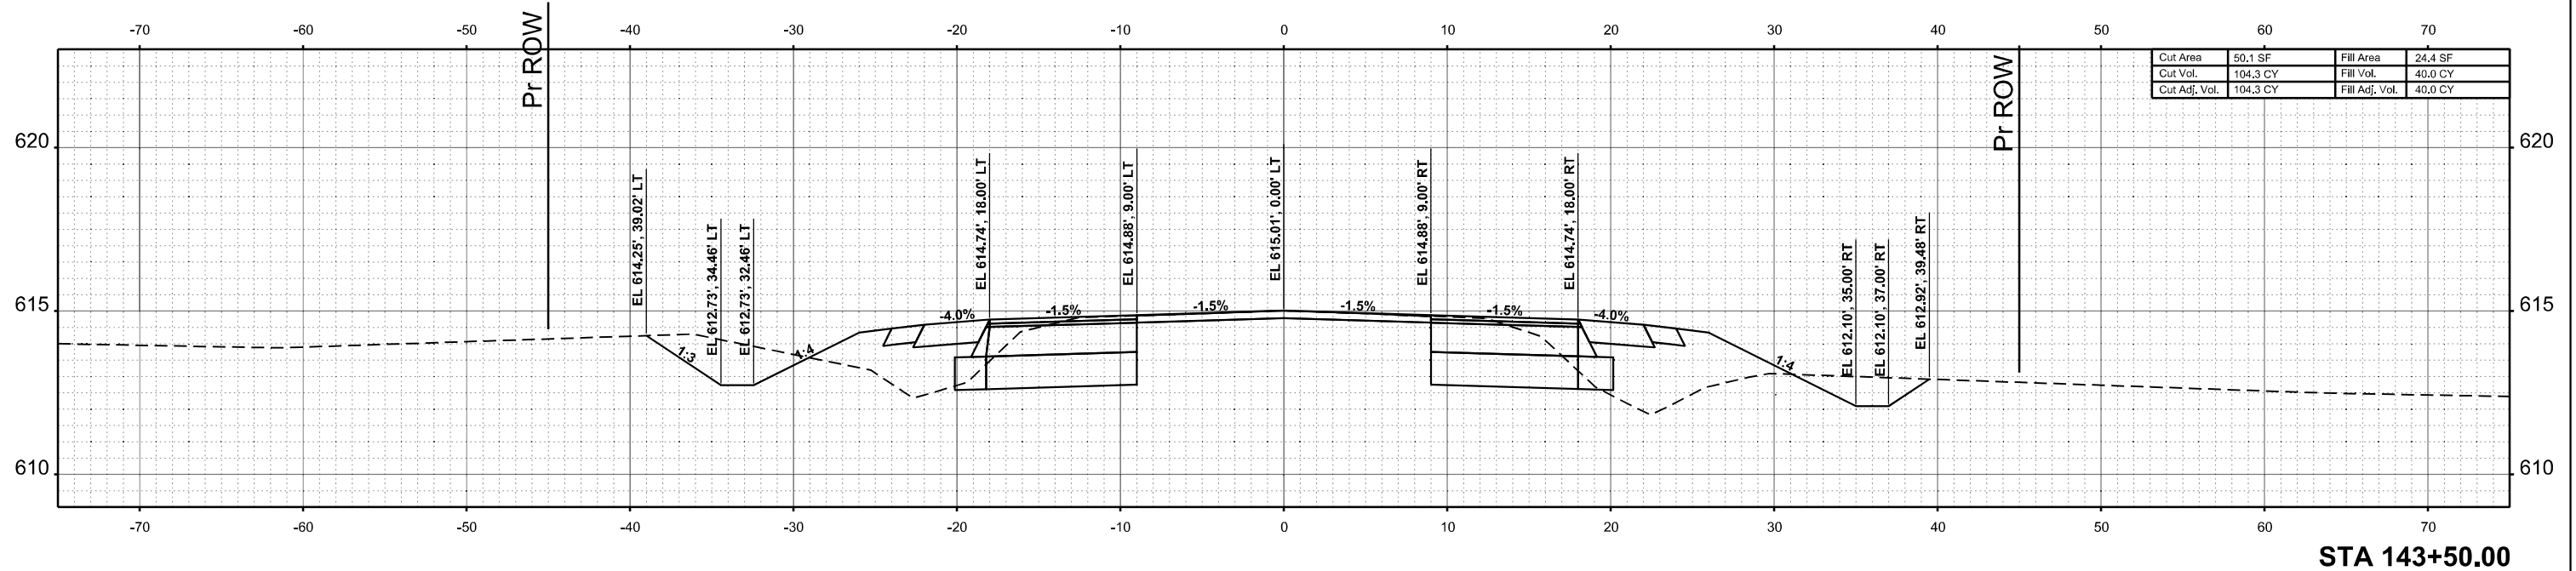 -70 -60 -50 -40 -30 -20 -10 0 10 20 30 40 50 60 70
Pr ROW
Pr ROW
Cut Area 50.1 SF Fill Area 24.4 SF
Cut Vol. 104.3 CY Fill Vol. 40.0 CY
Cut Adj. Vol. 104.3 CY Fill Adj. Vol. 40.0 CY
620 620
EL 614.25', 39.02' LT
EL 612.73', 34.46' LT
EL 612.73', 32.46' LT
EL 614.74', 18.00' LT
EL 614.88', 9.00' LT
EL 615.01', 0.00' LT
EL 614.88', 9.00' RT
EL 614.74', 18.00' RT
EL 612.10', 35.00' RT
EL 612.10', 37.00' RT
EL 612.92', 39.48' RT
615 615
-4.0% -1.5% -1.5% -1.5% -1.5% -4.0%
1:3 1:4 1:4
610 610
-70 -60 -50 -40 -30 -20 -10 0 10 20 30 40 50 60 70
STA 143+50.00